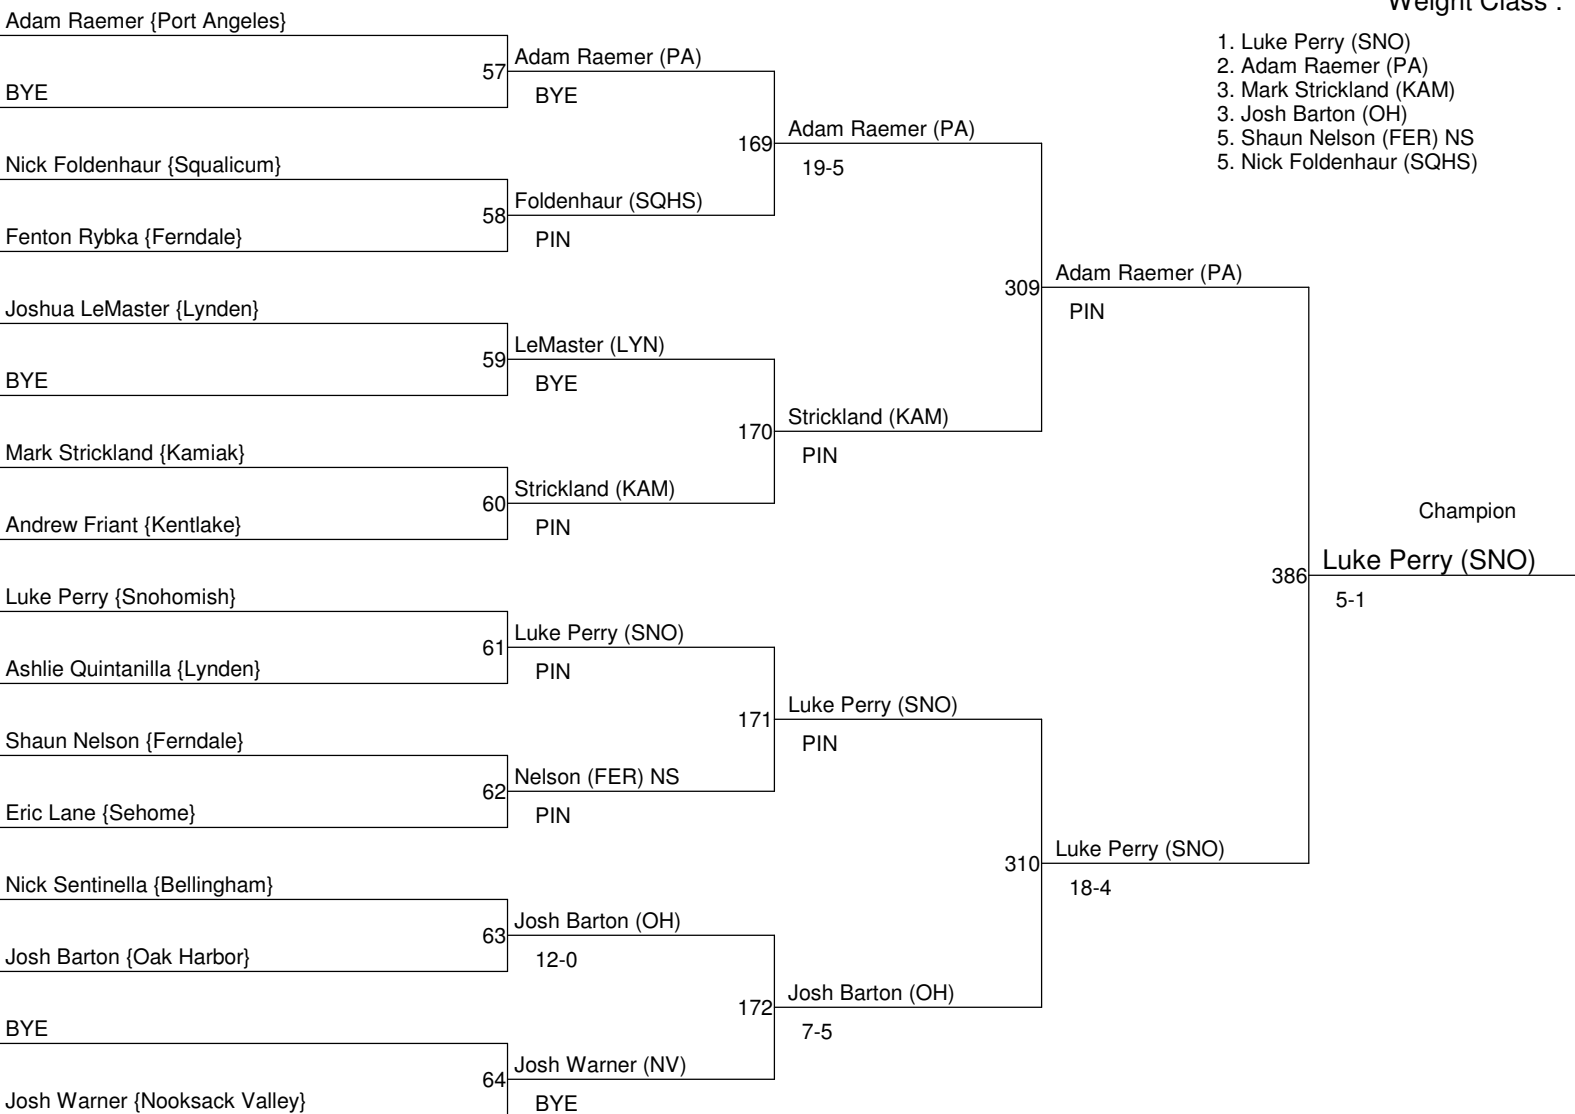 Weight Class :
1. Luke Perry (SNO)
2. Adam Raemer (PA)
3. Mark Strickland (KAM)
3. Josh Barton (OH)
5. Shaun Nelson (FER) NS
5. Nick Foldenhaur (SQHS)
Adam Raemer {Port Angeles}
BYE
Nick Foldenhaur {Squalicum}
Fenton Rybka {Ferndale}
Joshua LeMaster {Lynden}
BYE
Mark Strickland {Kamiak}
Andrew Friant {Kentlake}
Luke Perry {Snohomish}
Ashlie Quintanilla {Lynden}
Shaun Nelson {Ferndale}
Eric Lane {Sehome}
Nick Sentinella {Bellingham}
Josh Barton {Oak Harbor}
BYE
Josh Warner {Nooksack Valley}
57 Adam Raemer (PA)
BYE
58 Foldenhaur (SQHS)
PIN
59 LeMaster (LYN)
BYE
60 Strickland (KAM)
PIN
61 Luke Perry (SNO)
PIN
62 Nelson (FER) NS
PIN
63 Josh Barton (OH)
12-0
64 Josh Warner (NV)
BYE
169 Adam Raemer (PA)
19-5
170 Strickland (KAM)
PIN
171 Luke Perry (SNO)
PIN
172 Josh Barton (OH)
7-5
309 Adam Raemer (PA)
PIN
310 Luke Perry (SNO)
18-4
Champion
386 Luke Perry (SNO)
5-1